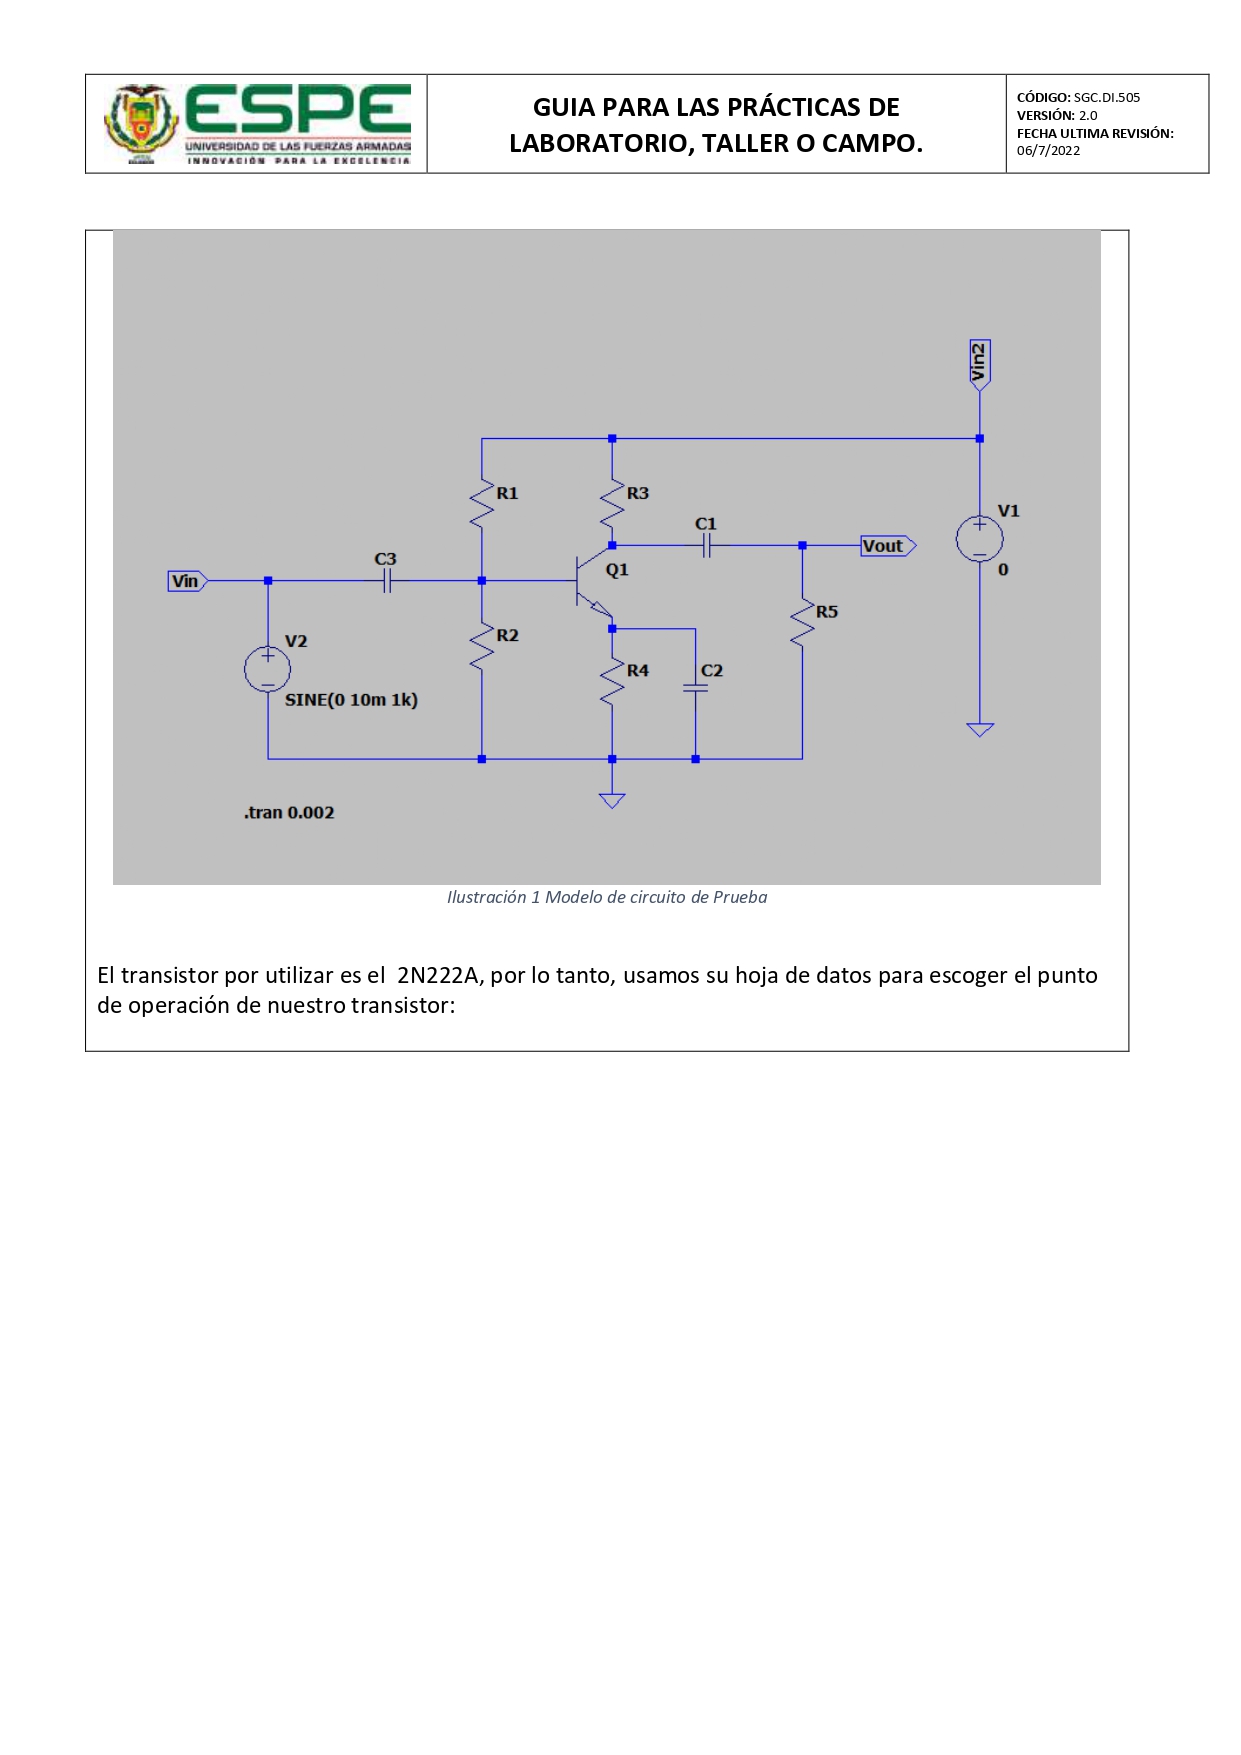 ESPE
UNIVERSIDAD DE LAS FUERZAS ARMADAS
INNOVACIÓN PARA LA EXCELENCIA
GUIA PARA LAS PRÁCTICAS DE
LABORATORIO, TALLER O CAMPO.
CÓDIGO: SGC.DI.505
VERSIÓN: 2.0
FECHA ULTIMA REVISIÓN:
06/7/2022
Vin2
R1
R3
V1
C1
Vout
C3
Q1
0
Vin
R5
V2
R2
R4
C2
SINE(0 10m 1k)
.tran 0.002
Ilustración 1 Modelo de circuito de Prueba
El transistor por utilizar es el 2N222A, por lo tanto, usamos su hoja de datos para escoger el punto
de operación de nuestro transistor: